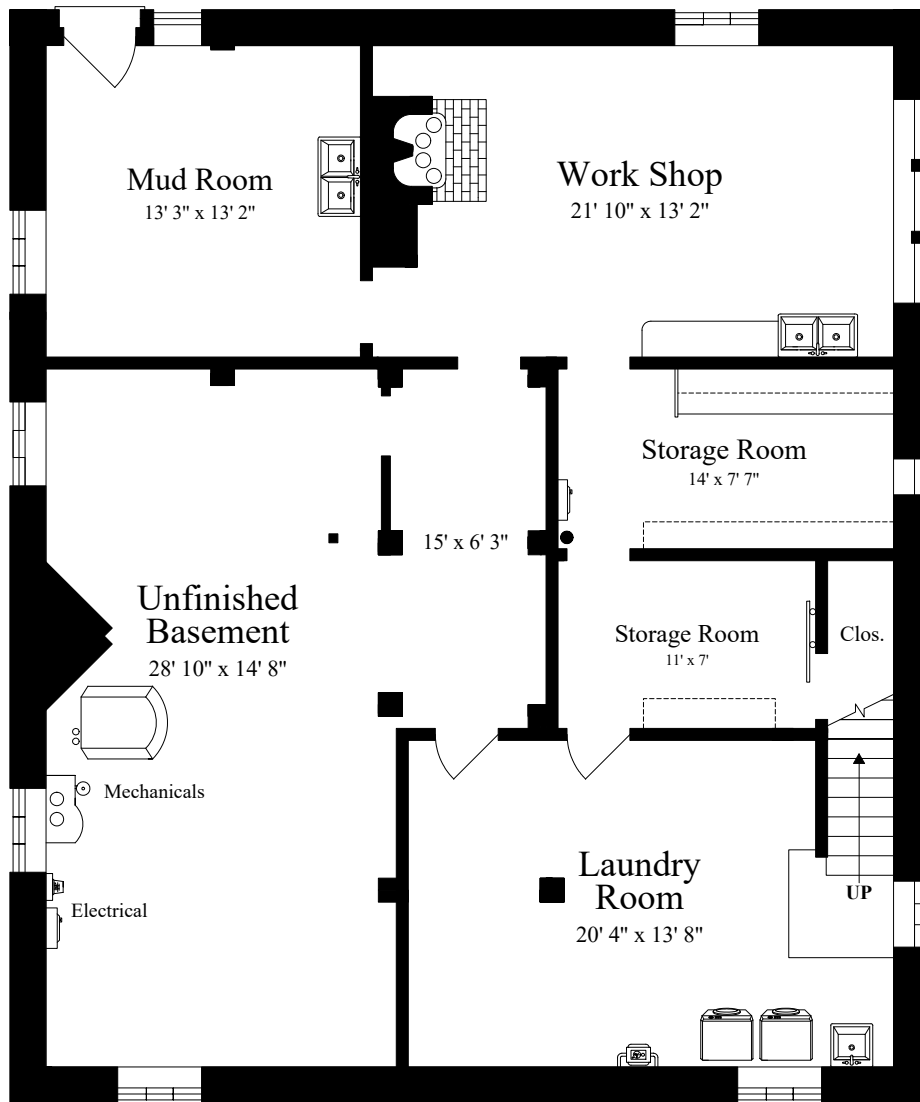 Mud Room
13' 3" x 13' 2"
Work Shop
21' 10" x 13' 2"
Storage Room
14' x 7' 7"
15' x 6' 3"
Unfinished
Basement
28' 10" x 14' 8"
Storage Room
11' x 7'
Clos.
Mechanicals
Electrical
Laundry
Room
20' 4" x 13' 8"
UP